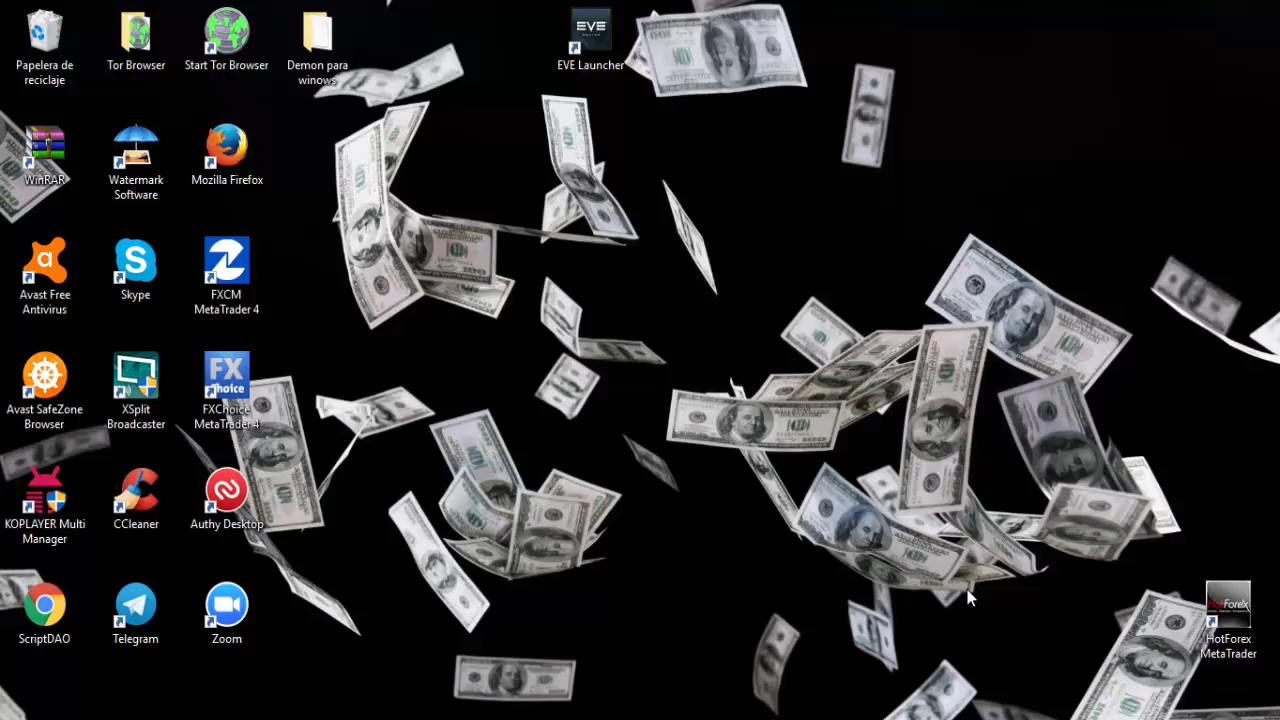 Papelera de
reciclaje
Tor Browser
Start Tor Browser
Demon para
winows
EVE
EVE Launcher
WinRAR
Watermark
Software
Mozilla Firefox
Avast Free
Antivirus
Skype
FXCM
MetaTrader 4
Avast SafeZone
Browser
XSplit
Broadcaster
FX
Choice
FXChoice
MetaTrader 4
KOPLAYER Multi
Manager
CCleaner
Authy Desktop
ScriptDAO
Telegram
Zoom
HotForex
HotForex
MetaTrader